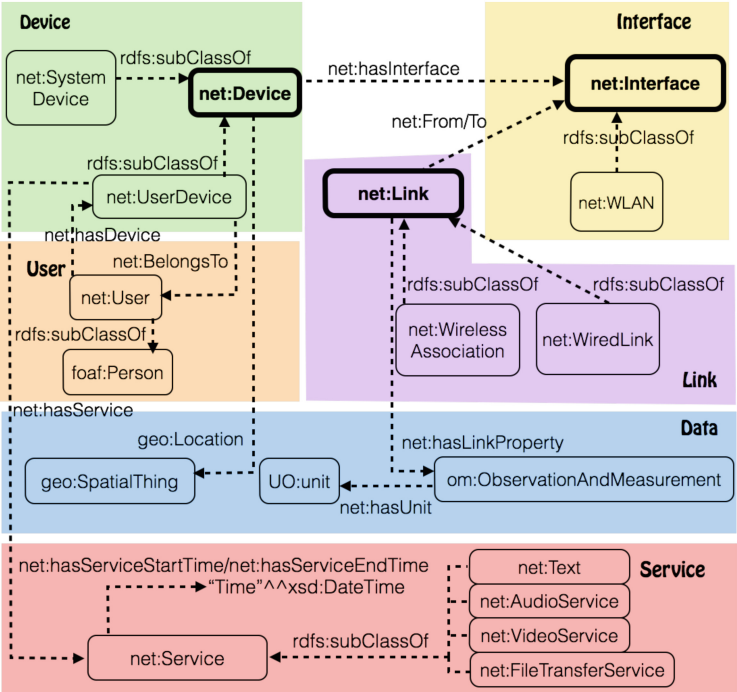 Device
Interface
net:System
Device
rdfs:subClassOf
net:Device
net:hasInterface
net:Interface
net:From/To
rdfs:subClassOf
rdfs:subClassOf
net:UserDevice
net:Link
net:WLAN
net:hasDevice
User
net:BelongsTo
net:User
rdfs:subClassOf
rdfs:subClassOf
rdfs:subClassOf
net:Wireless
Association
net:WiredLink
foaf:Person
Link
net:hasService
Data
geo:Location
net:hasLinkProperty
geo:SpatialThing
UO:unit
om:ObservationAndMeasurement
net:hasUnit
net:hasServiceStartTime/net:hasServiceEndTime
“Time”^^xsd:DateTime
net:Text
Service
net:AudioService
net:VideoService
rdfs:subClassOf
net:Service
net:FileTransferService